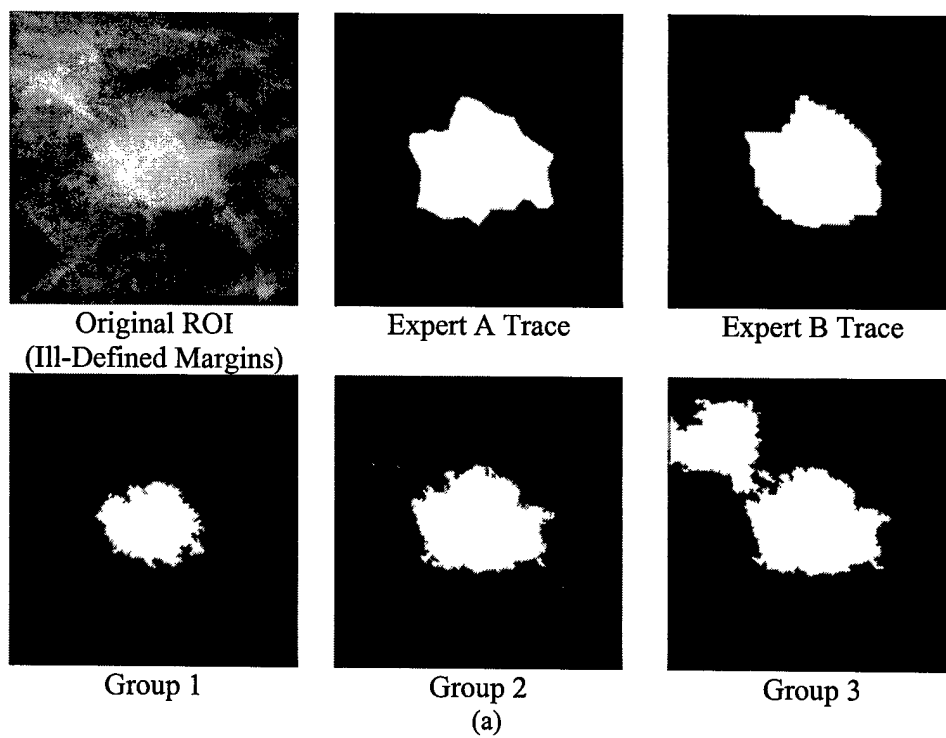 Original ROI
(Ill-Defined Margins)
Expert A Trace
Expert B Trace
Group 1
Group 2
Group 3
(a)